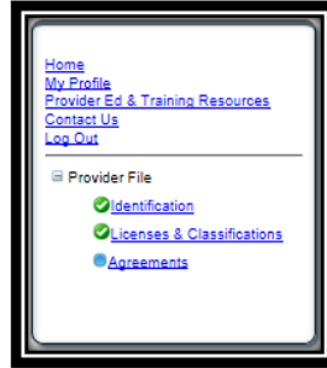 Home
My Profile
Provider Ed & Training Resources
Contact Us
Log Out
Provider File
Identification
Licenses & Classifications
Agreements